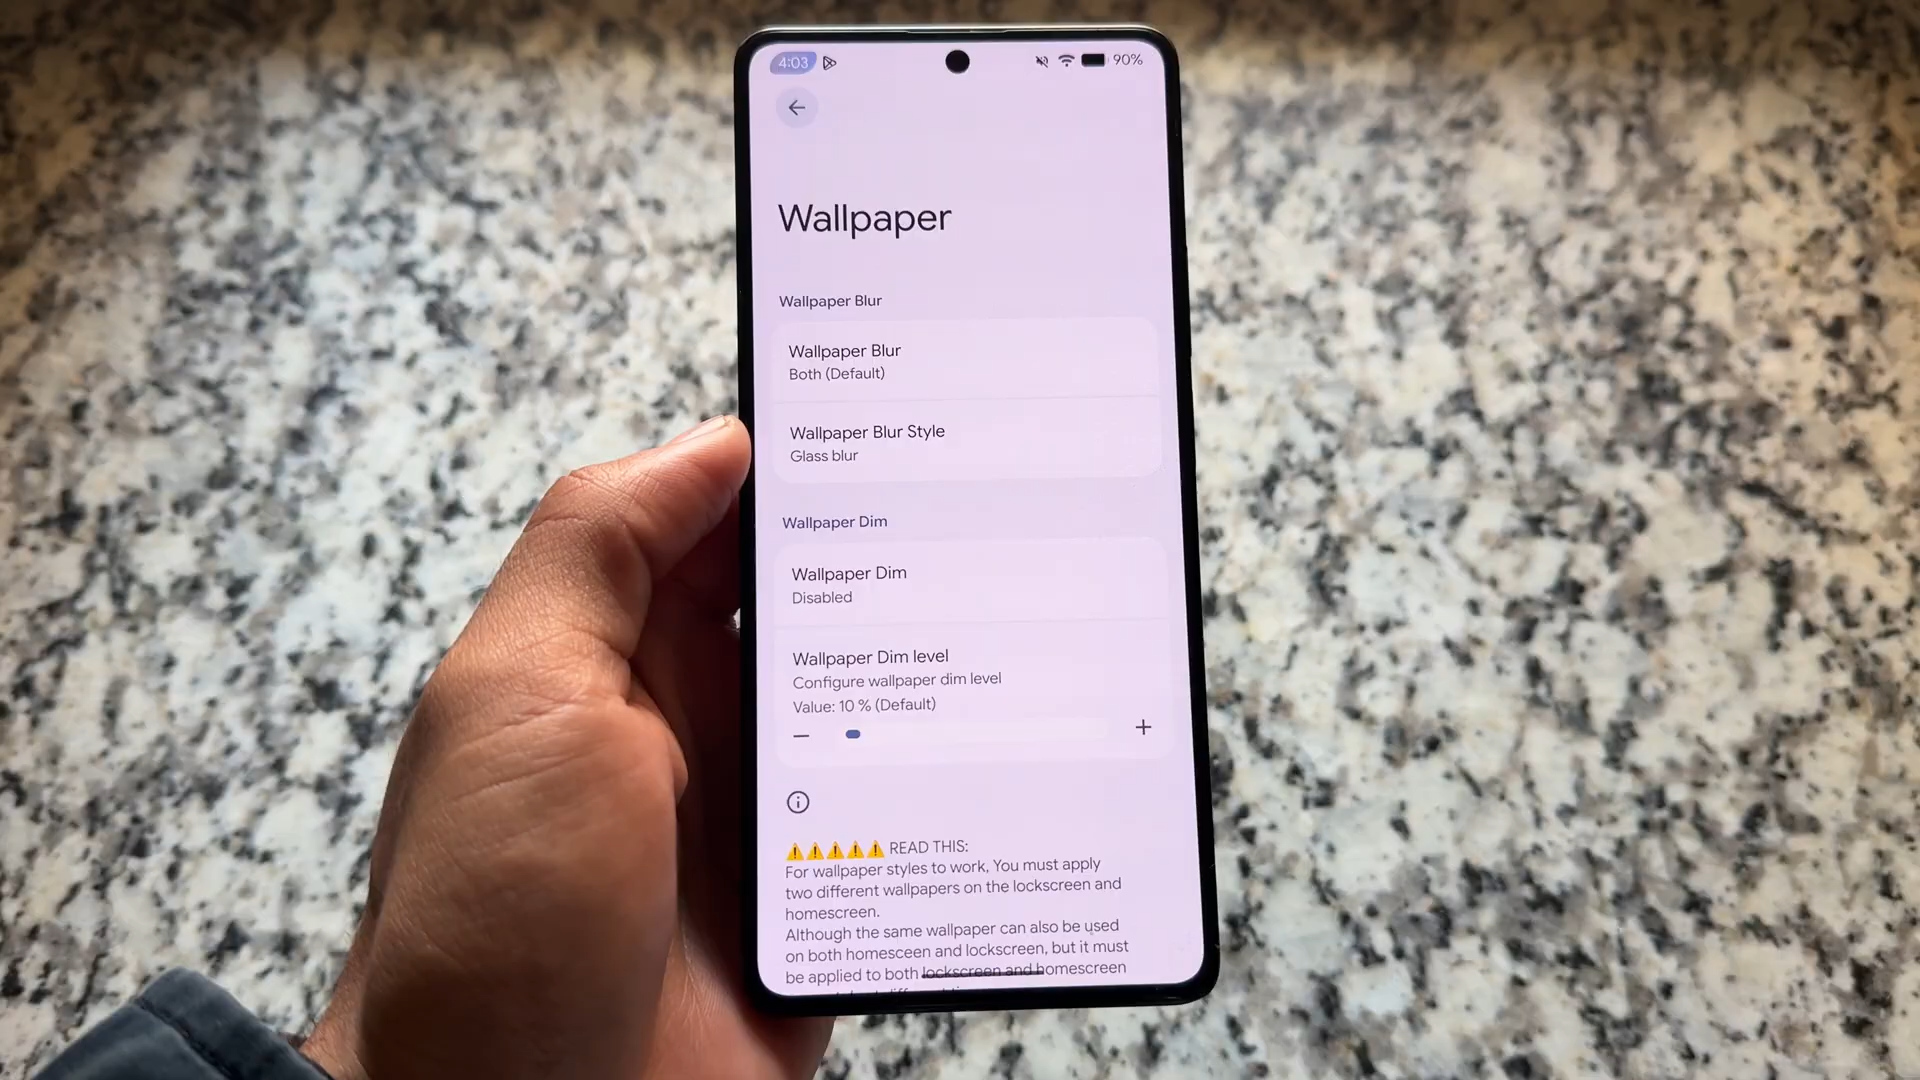 4:03 90%
Wallpaper
Wallpaper Blur
Wallpaper Blur
Both (Default)
Wallpaper Blur Style
Glass blur
Wallpaper Dim
Wallpaper Dim
Disabled
Wallpaper Dim level
Configure wallpaper dim level
Value: 10 % (Default)
⚠️⚠️⚠️⚠️⚠️ READ THIS:
For wallpaper styles to work, You must apply
two different wallpapers on the lockscreen and
homescreen.
Although the same wallpaper can also be used
on both homesceen and lockscreen, but it must
be applied to both lockscreen and homescreen